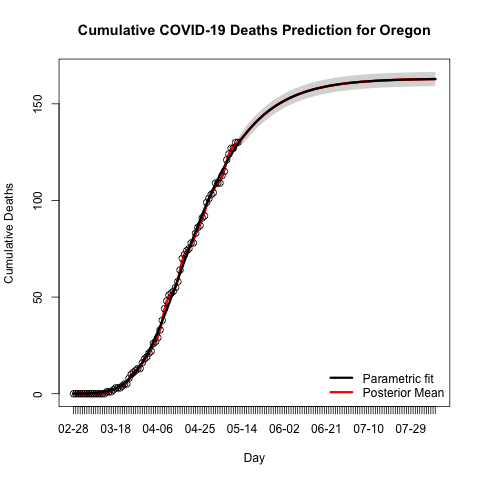 Cumulative COVID-19 Deaths Prediction for Oregon
Cumulative Deaths
150
100
50
0
Parametric fit
Posterior Mean
02-28 03-18 04-06 04-25 05-14 06-02 06-21 07-10 07-29
Day